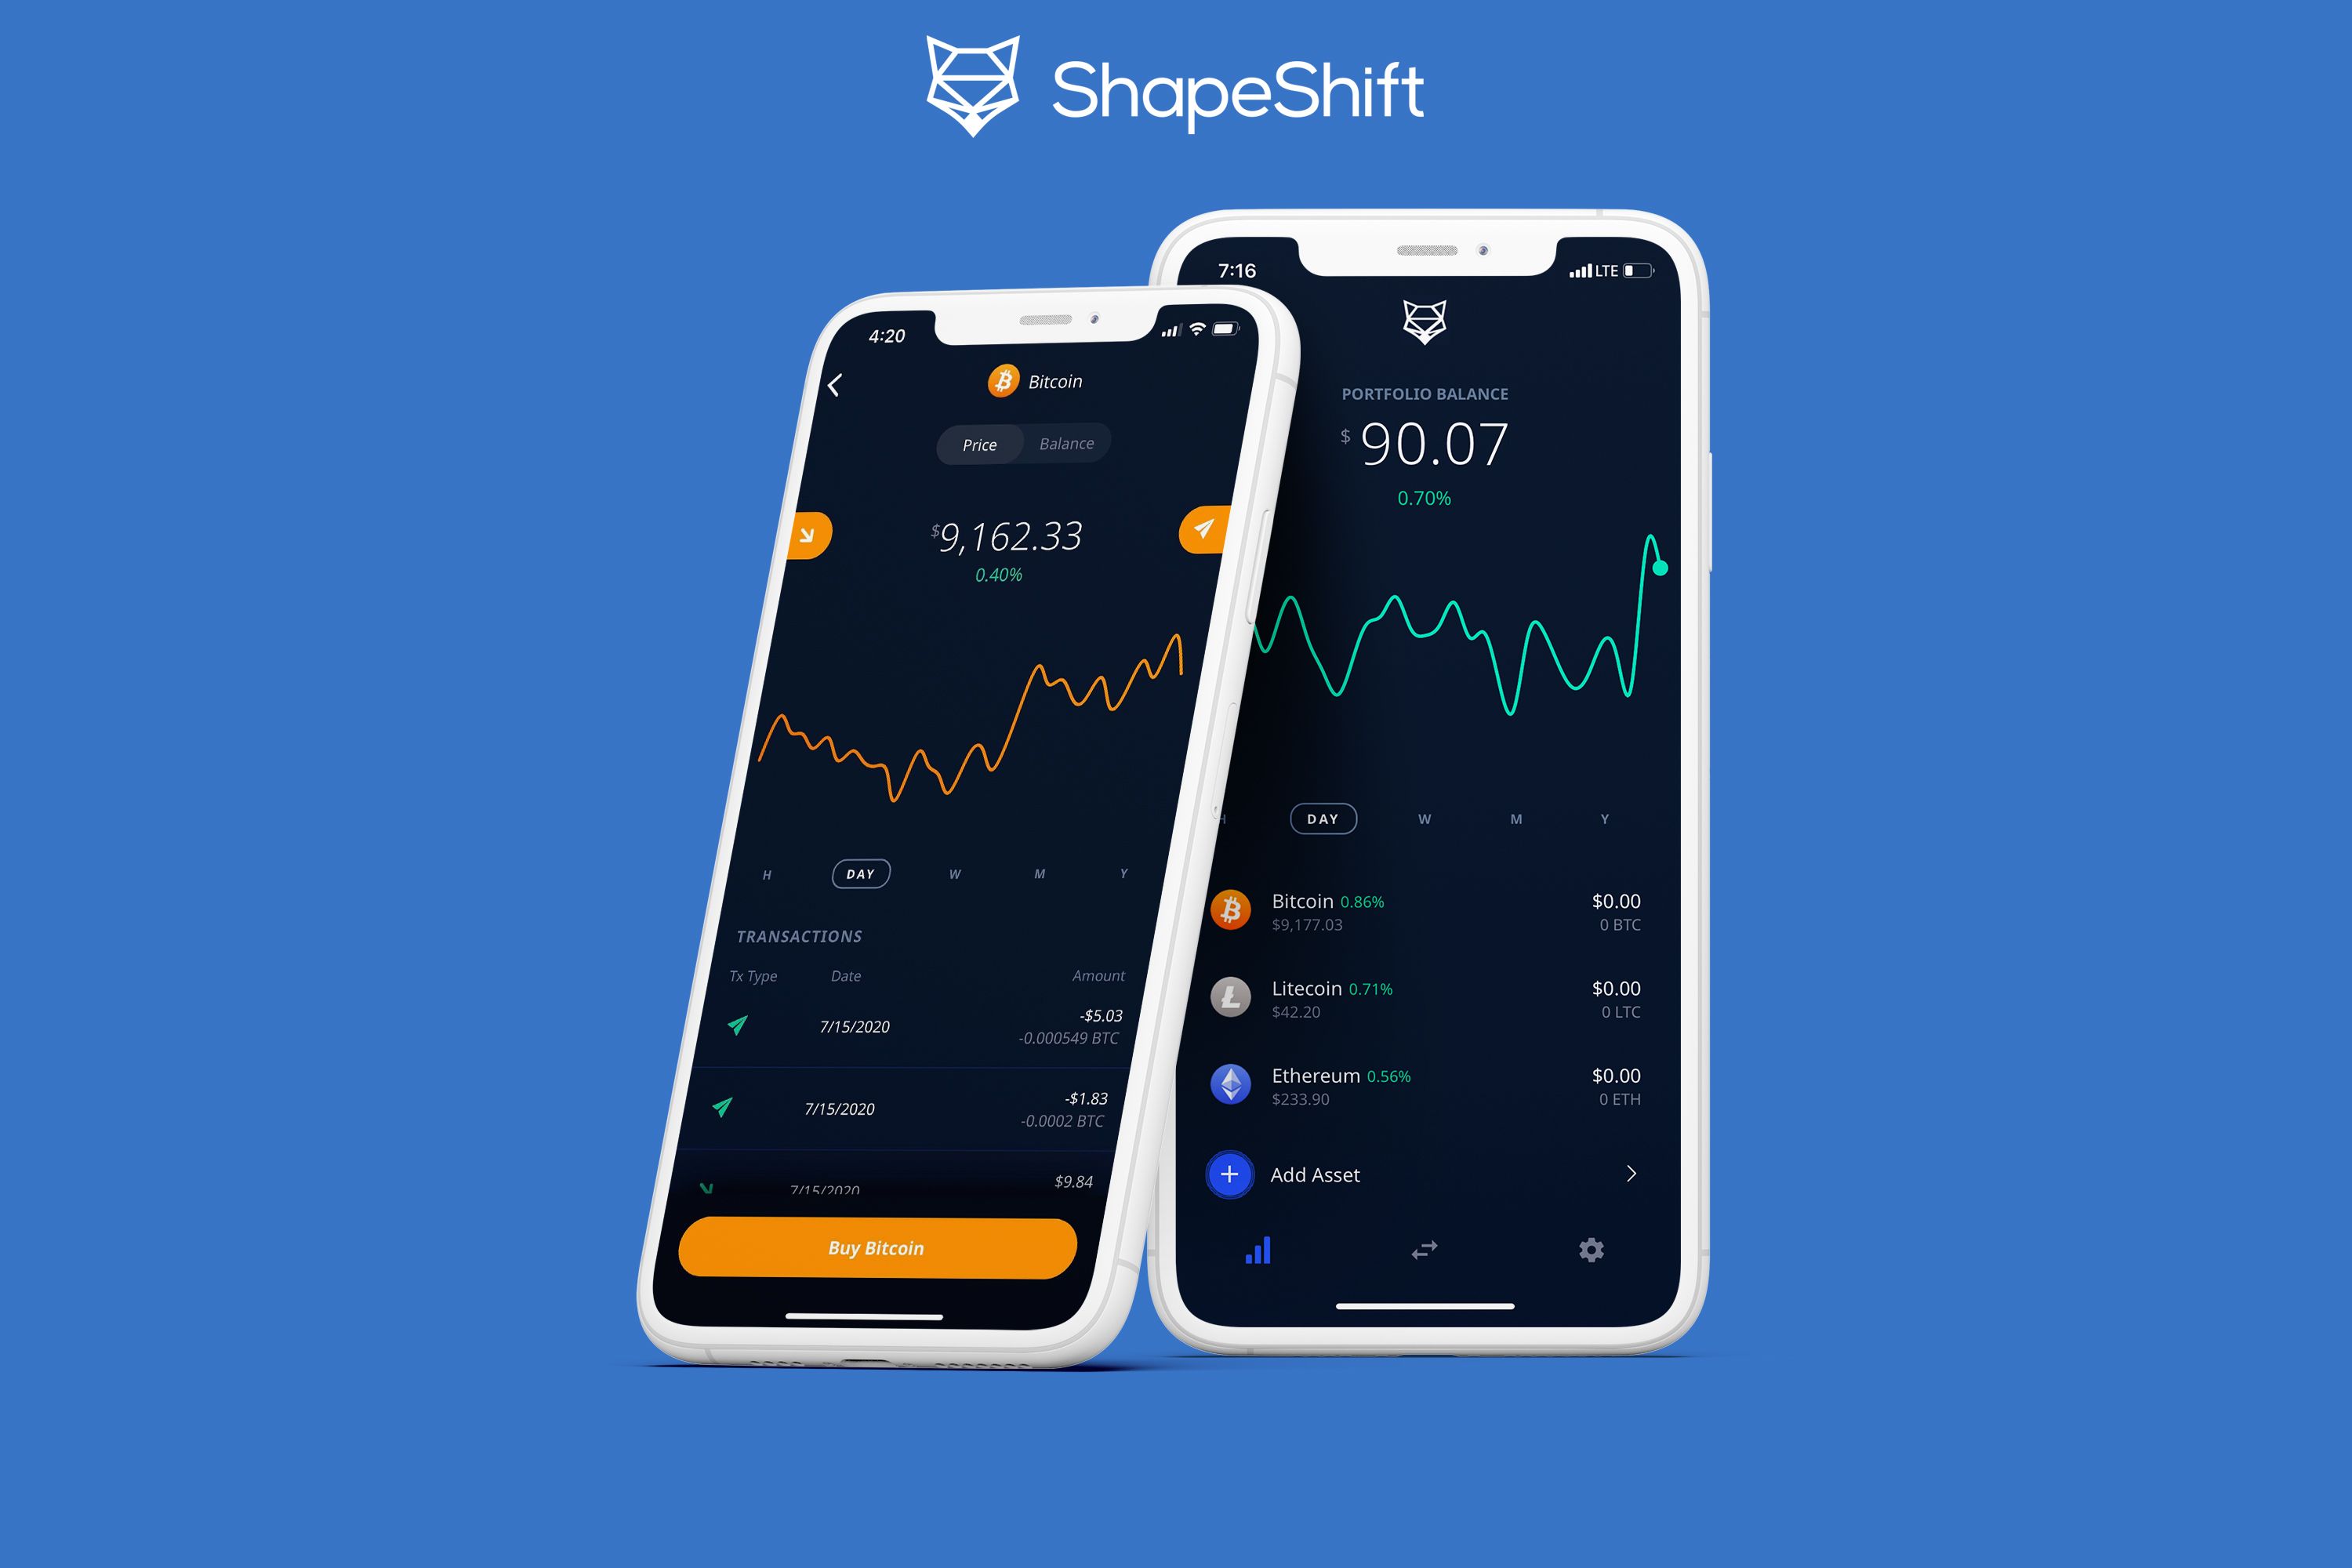 ShapeShift
4:20
Bitcoin
Price Balance
$9,162.33
0.40%
H DAY W M Y
TRANSACTIONS
Tx Type Date Amount
-$5.03
7/15/2020
-0.000549 BTC
-$1.83
7/15/2020
-0.0002 BTC
$9.84
7/15/2020
Buy Bitcoin
7:16 LTE
PORTFOLIO BALANCE
$ 90.07
0.70%
H DAY W M Y
Bitcoin 0.86% $0.00
$9,177.03 0 BTC
Litecoin 0.71% $0.00
$42.20 0 LTC
Ethereum 0.56% $0.00
$233.90 0 ETH
Add Asset